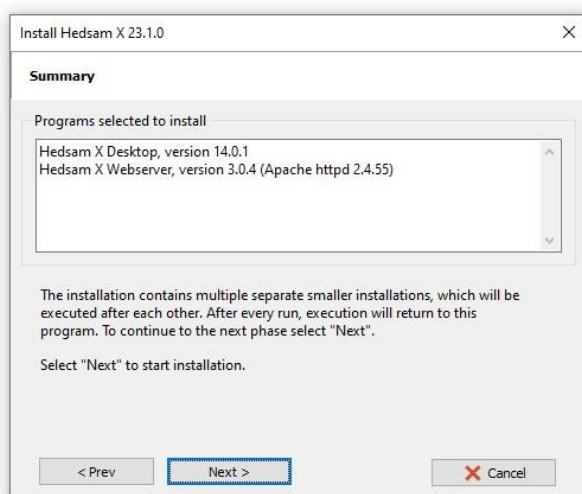 Install Hedsam X 23.1.0
Summary
Programs selected to install
Hedsam X Desktop, version 14.0.1
Hedsam X Webserver, version 3.0.4 (Apache httpd 2.4.55)
The installation contains multiple separate smaller installations, which will be
executed after each other. After every run, execution will return to this
program. To continue to the next phase select "Next".
Select "Next" to start installation.
< Prev
Next >
Cancel